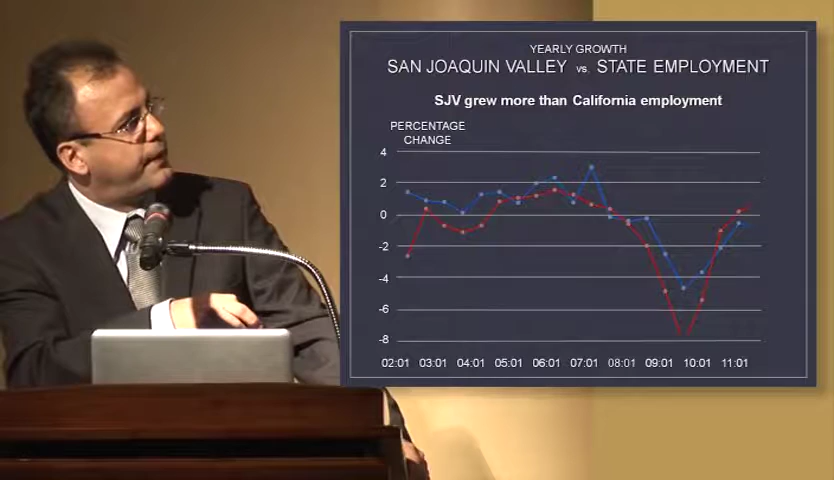 YEARLY GROWTH
SAN JOAQUIN VALLEY vs. STATE EMPLOYMENT
SJV grew more than California employment
PERCENTAGE
CHANGE
4
2
0
-2
-4
-6
-8
02:01 03:01 04:01 05:01 06:01 07:01 08:01 09:01 10:01 11:01